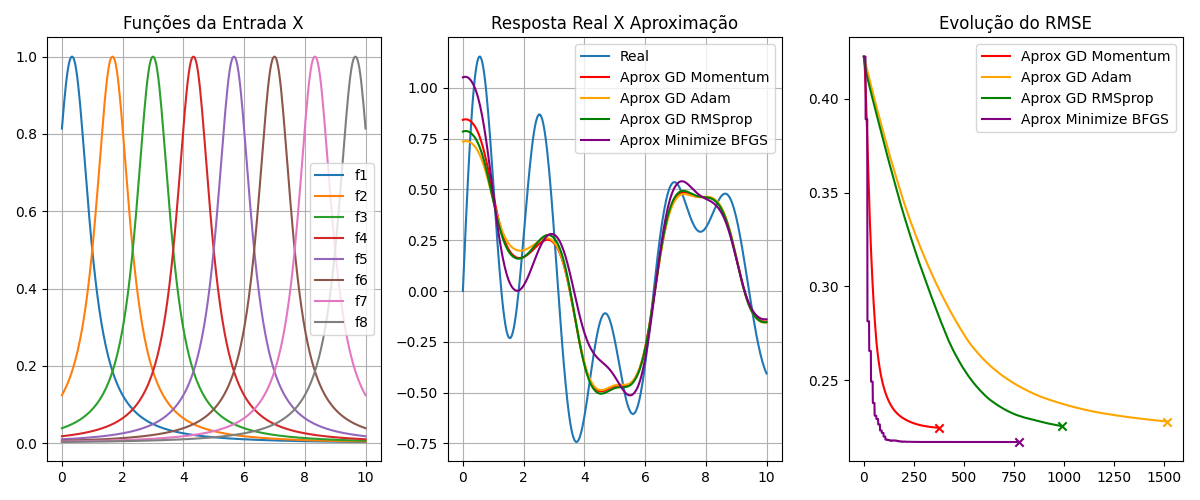 Funções da Entrada X
1.0
0.8
0.6
0.4
0.2
0.0
0 2 4 6 8 10
f1
f2
f3
f4
f5
f6
f7
f8
Resposta Real X Aproximação
1.00
0.75
0.50
0.25
0.00
−0.25
−0.50
−0.75
0 2 4 6 8 10
Real
Aprox GD Momentum
Aprox GD Adam
Aprox GD RMSprop
Aprox Minimize BFGS
Evolução do RMSE
0.40
0.35
0.30
0.25
0 250 500 750 1000 1250 1500
Aprox GD Momentum
Aprox GD Adam
Aprox GD RMSprop
Aprox Minimize BFGS